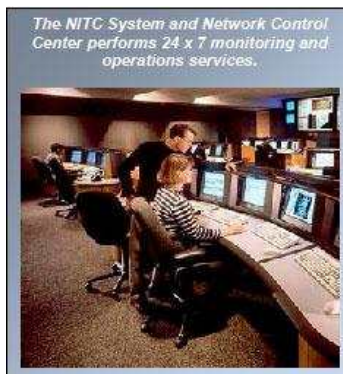 The NITC System and Network Control
Center performs 24 x 7 monitoring and
operations services.